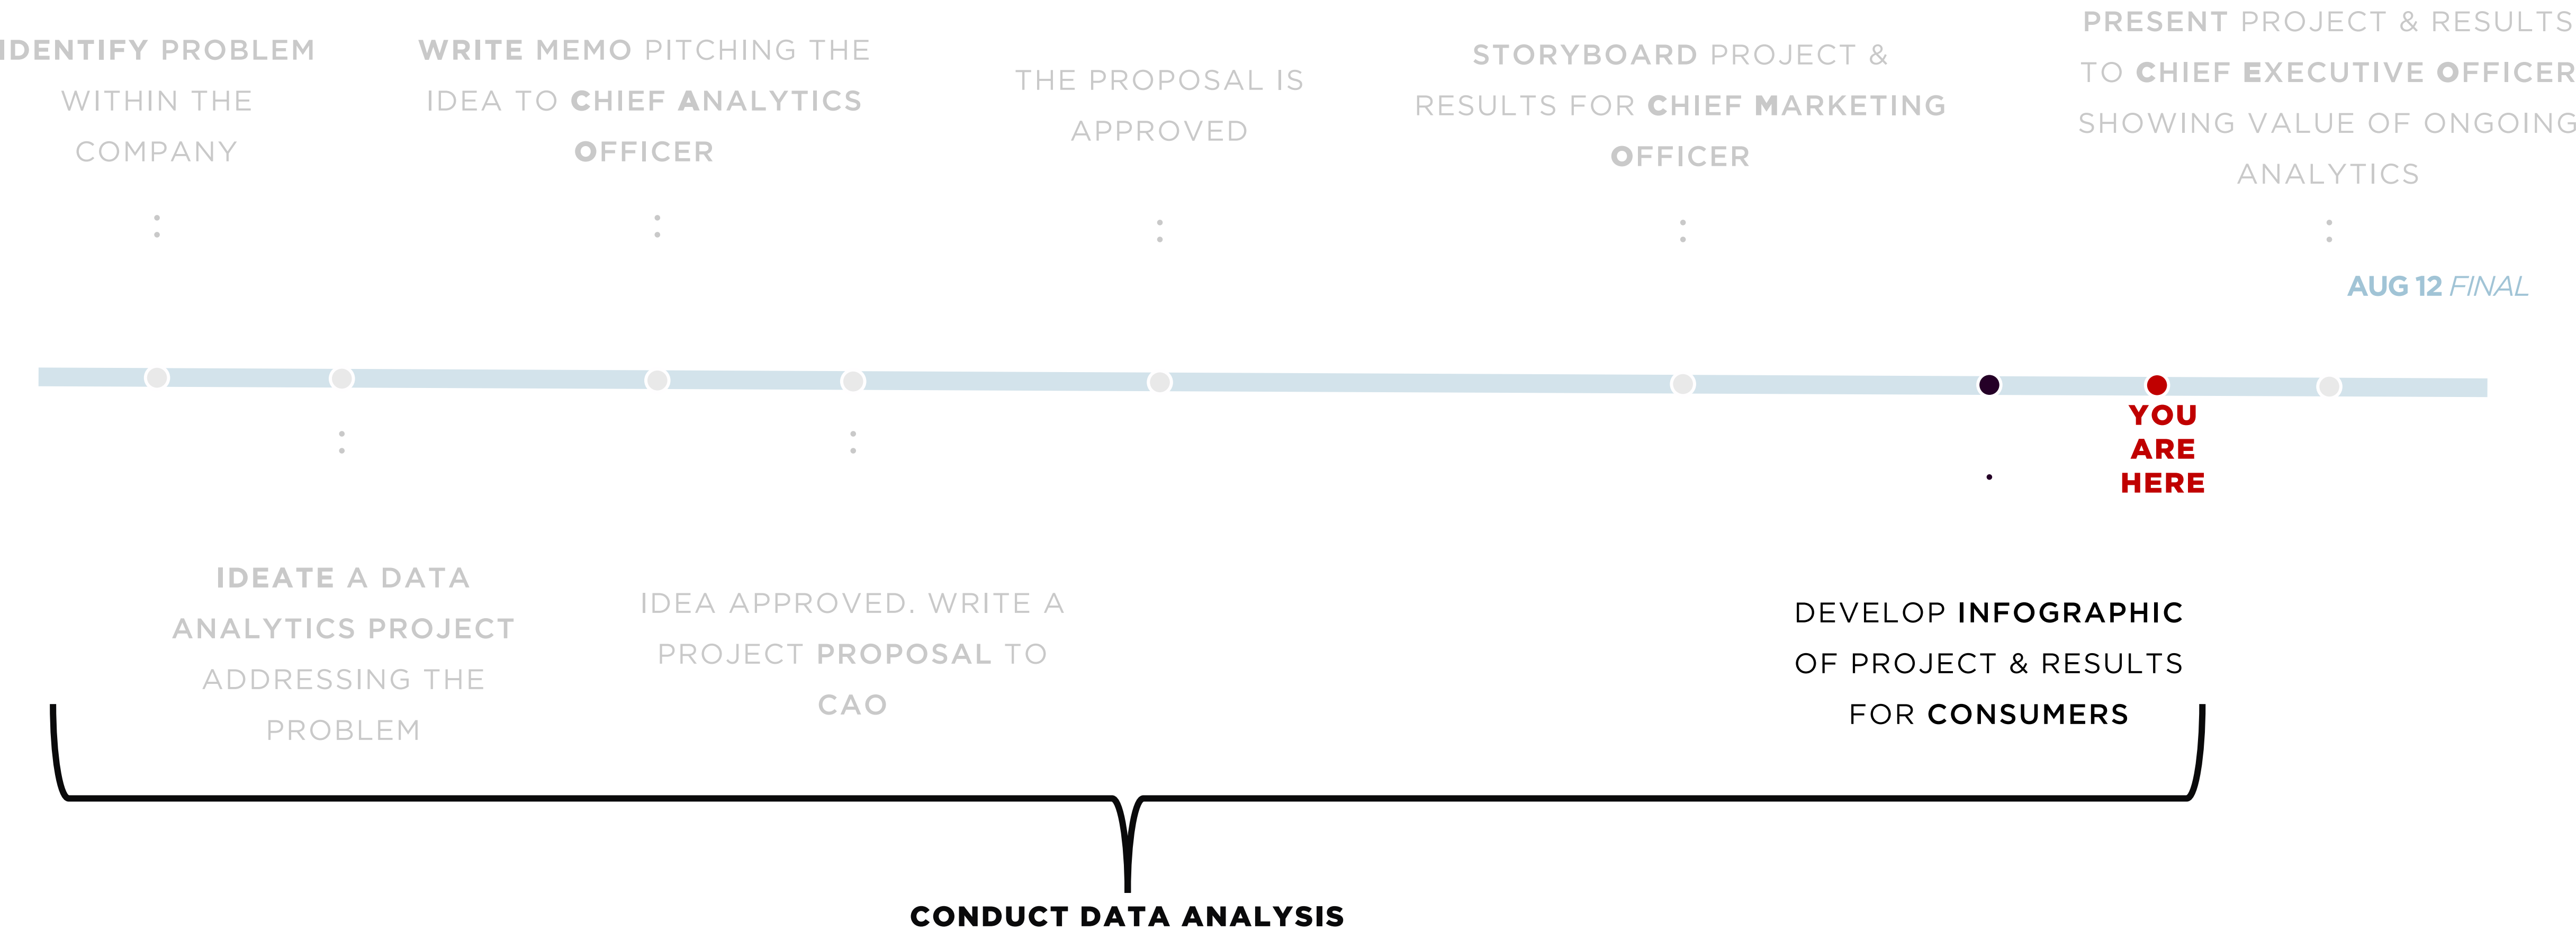 IDENTIFY PROBLEM
WITHIN THE
COMPANY
WRITE MEMO PITCHING THE
IDEA TO CHIEF ANALYTICS
OFFICER
THE PROPOSAL IS
APPROVED
STORYBOARD PROJECT &
RESULTS FOR CHIEF MARKETING
OFFICER
PRESENT PROJECT & RESULTS
TO CHIEF EXECUTIVE OFFICER
SHOWING VALUE OF ONGOING
ANALYTICS
AUG 12 FINAL
YOU
ARE
HERE
IDEATE A DATA
ANALYTICS PROJECT
ADDRESSING THE
PROBLEM
IDEA APPROVED. WRITE A
PROJECT PROPOSAL TO
CAO
DEVELOP INFOGRAPHIC
OF PROJECT & RESULTS
FOR CONSUMERS
CONDUCT DATA ANALYSIS